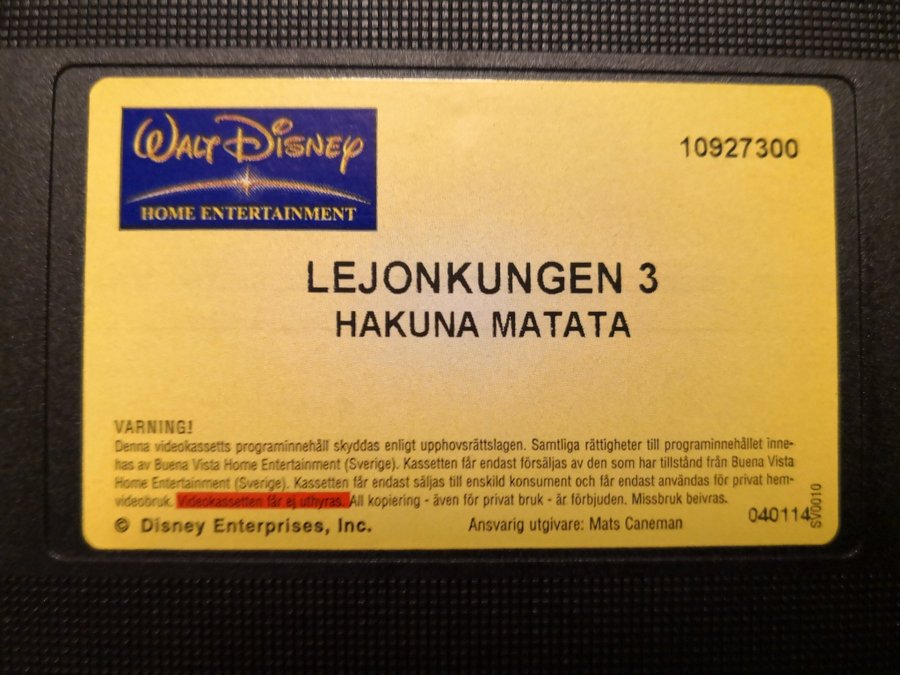 WALT DISNEY
HOME ENTERTAINMENT
10927300
LEJONKUNGEN 3
HAKUNA MATATA
VARNING!
Denna videokassetts programinnehåll skyddas enligt upphovsrättslagen. Samtliga rättigheter till programinnehållet inne-
has av Buena Vista Home Entertainment (Sverige). Kassetten får endast försäljas av den som har tillstånd från Buena Vista
Home Entertainment (Sverige). Kassetten får endast säljas till enskild konsument och får endast användas för privat hem-
videobruk. Videokassetten får ej uthyras. All kopiering - även för privat bruk - är förbjuden. Missbruk beivras.
© Disney Enterprises, Inc. Ansvarig utgivare: Mats Caneman 040114
SV0010